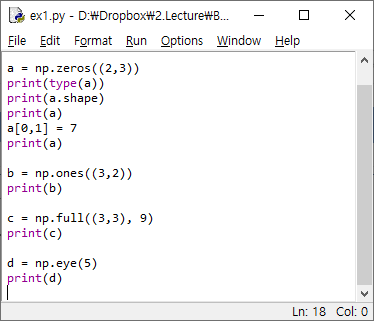 ex1.py - D:₩Dropbox₩2.Lecture₩B...
File Edit Format Run Options Window Help
a = np.zeros((2,3))
print(type(a))
print(a.shape)
print(a)
a[0,1] = 7
print(a)
b = np.ones((3,2))
print(b)
c = np.full((3,3), 9)
print(c)
d = np.eye(5)
print(d)
Ln: 18 Col: 0